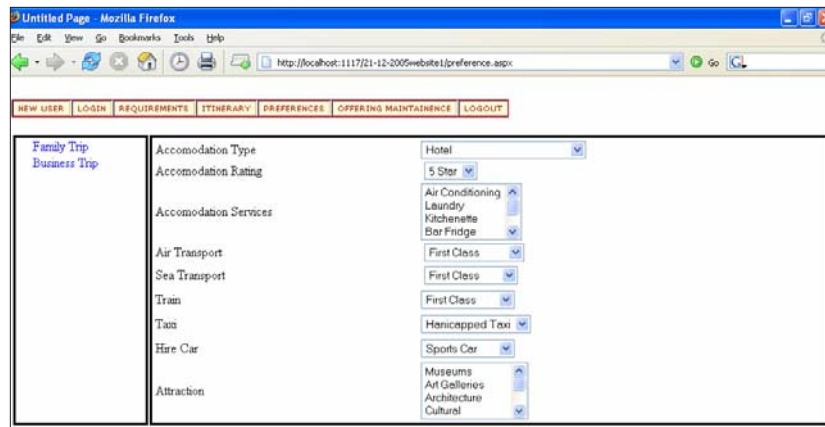 Untitled Page - Mozilla Firefox
File Edit View Go Bookmarks Tools Help
http://localhost:1117/21-12-2005website1/preference.aspx Go
NEW USER LOGIN REQUIREMENTS ITINERARY PREFERENCES OFFERING MAINTAINENCE LOGOUT
Family Trip
Business Trip
Accomodation Type Hotel
Accomodation Rating 5 Star
Accomodation Services
Air Conditioning
Laundry
Kitchenette
Bar Fridge
Air Transport First Class
Sea Transport First Class
Train First Class
Taxi Hanicapped Taxi
Hire Car Sports Car
Attraction
Museums
Art Galleries
Architecture
Cultural